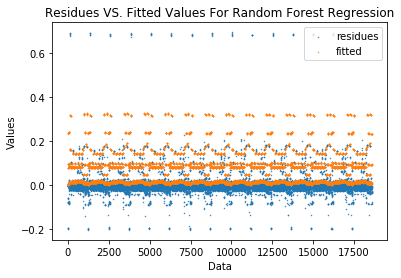 Residues VS. Fitted Values For Random Forest Regression
residues
fitted
Values
0.6
0.4
0.2
0.0
−0.2
0
2500
5000
7500
10000
12500
15000
17500
Data